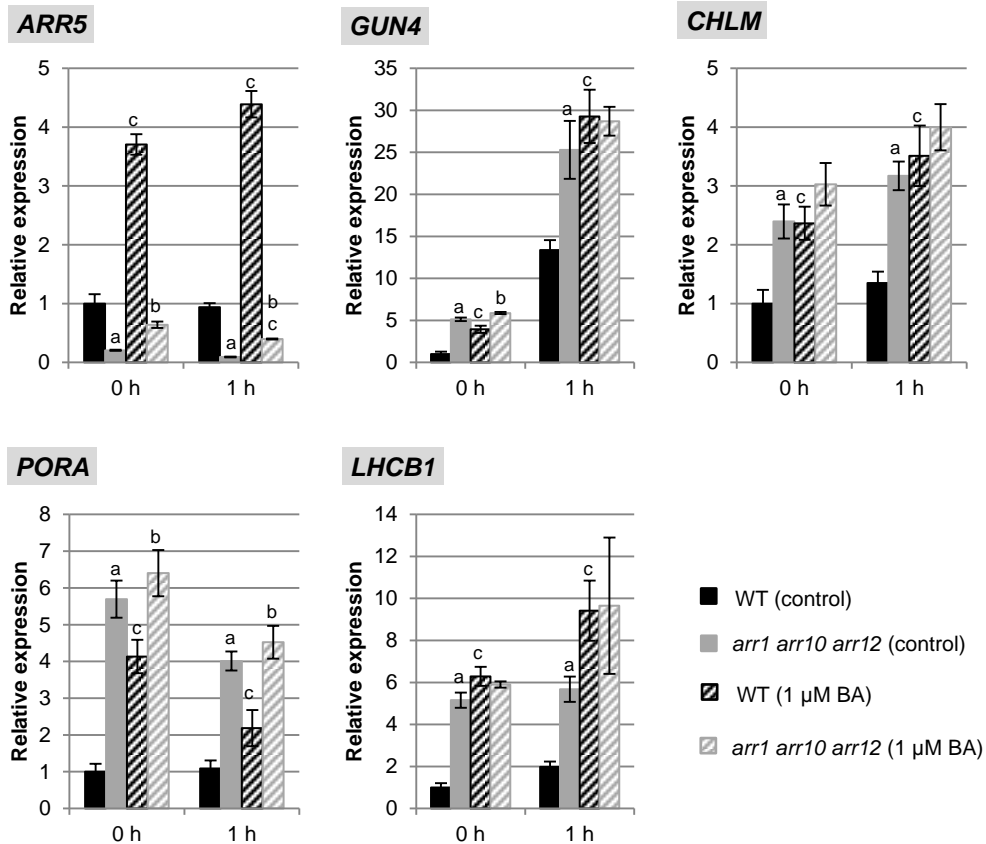 ARR5
GUN4
CHLM
Relative expression
5
4
3
2
1
0
c
a
b
c
a
b
c
0 h
1 h
Relative expression
35
30
25
20
15
10
5
0
a
c
b
a
c
0 h
1 h
Relative expression
5
4
3
2
1
0
a
c
a
c
0 h
1 h
PORA
LHCB1
Relative expression
8
7
6
5
4
3
2
1
0
a
c
b
a
c
b
0 h
1 h
Relative expression
14
12
10
8
6
4
2
0
a
c
a
c
0 h
1 h
WT (control)
arr1 arr10 arr12 (control)
WT (1 µM BA)
arr1 arr10 arr12 (1 µM BA)